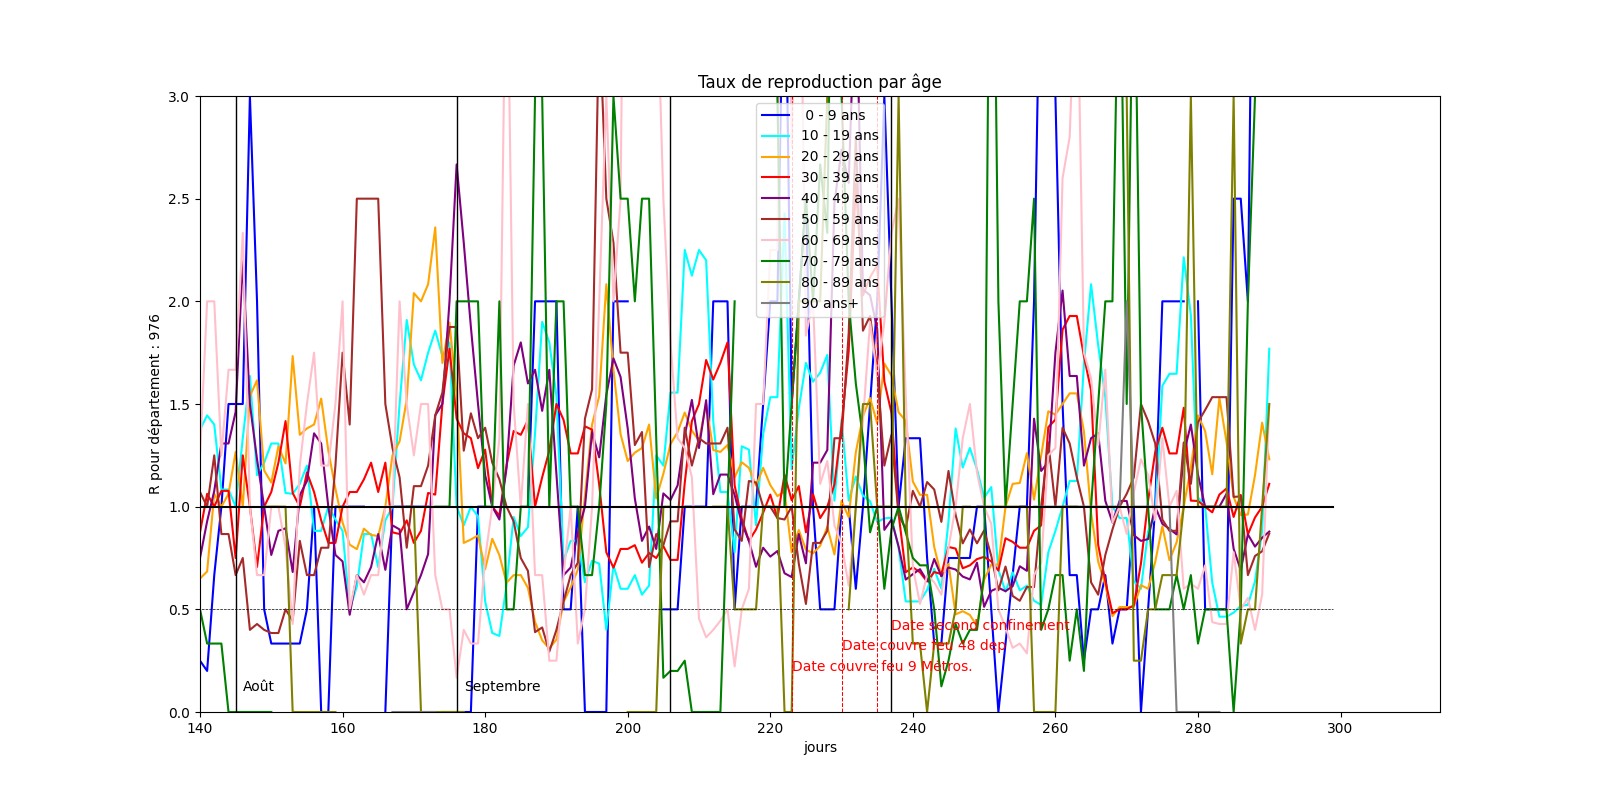 Taux de reproduction par âge
R pour département : 976
3.0
2.5
2.0
1.5
1.0
0.5
0.0
0 - 9 ans
10 - 19 ans
20 - 29 ans
30 - 39 ans
40 - 49 ans
50 - 59 ans
60 - 69 ans
70 - 79 ans
80 - 89 ans
90 ans+
Date second confinement
Date couvre feu 48 dep
Date couvre feu 9 Métros.
Août
Septembre
140 160 180 200 220 240 260 280 300
jours